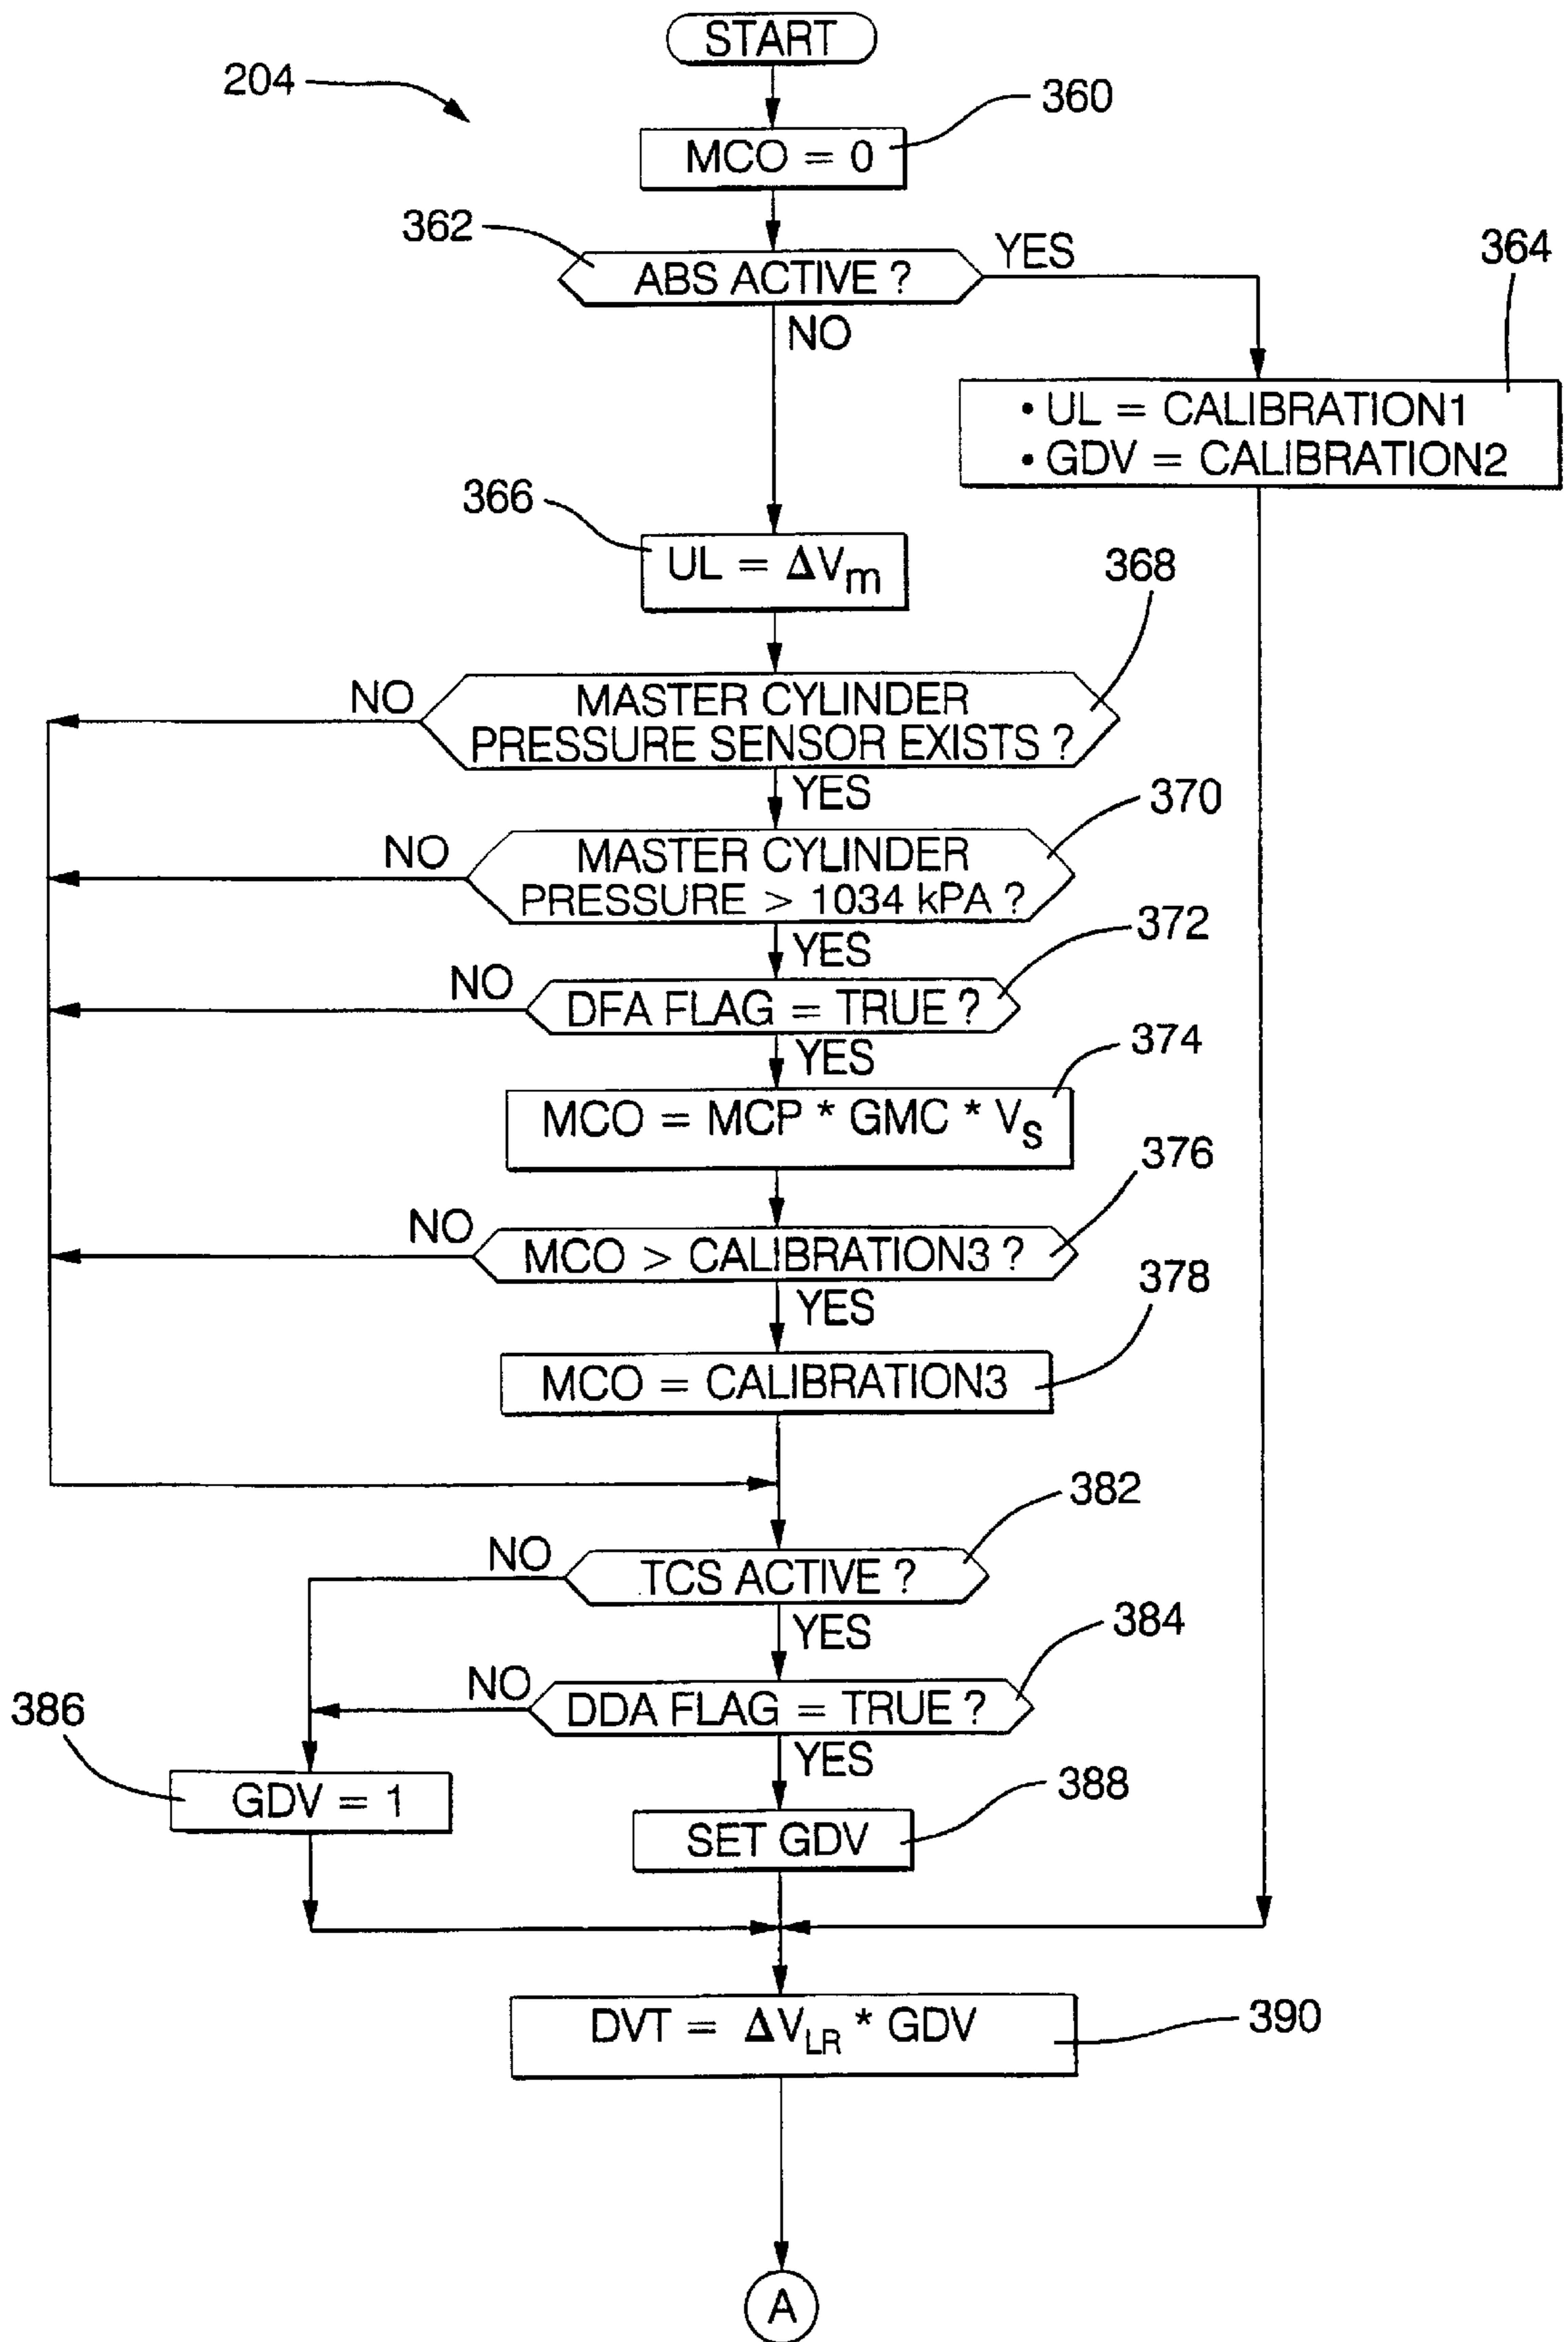 START
204
360
MCO = 0
362
ABS ACTIVE ?
YES
364
NO
• UL = CALIBRATION1
• GDV = CALIBRATION2
366
UL = ΔVm
368
NO
MASTER CYLINDER
PRESSURE SENSOR EXISTS ?
YES
370
NO
MASTER CYLINDER
PRESSURE > 1034 kPA ?
372
YES
NO
DFA FLAG = TRUE ?
374
YES
MCO = MCP * GMC * VS
376
NO
MCO > CALIBRATION3 ?
378
YES
MCO = CALIBRATION3
382
NO
TCS ACTIVE ?
YES
384
NO
DDA FLAG = TRUE ?
386
YES
GDV = 1
388
SET GDV
DVT = ΔVLR * GDV
390
A